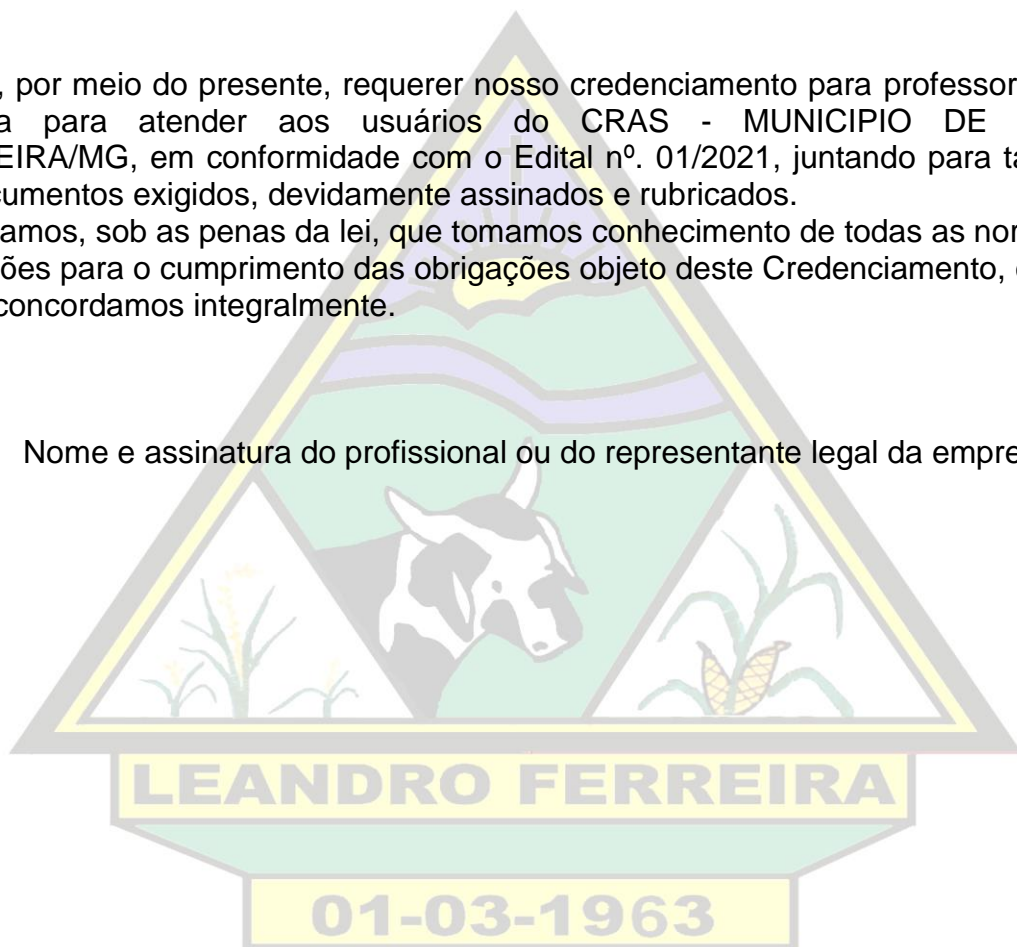 , por meio do presente, requerer nosso credenciamento para professor
a para atender aos usuários do CRAS - MUNICIPIO DE
EIRA/MG, em conformidade com o Edital nº. 01/2021, juntando para ta
cumentos exigidos, devidamente assinados e rubricados.
amos, sob as penas da lei, que tomamos conhecimento de todas as nor
ões para o cumprimento das obrigações objeto deste Credenciamento,
concordamos integralmente.
Nome e assinatura do profissional ou do representante legal da empre
LEANDRO FERREIRA
01-03-1963